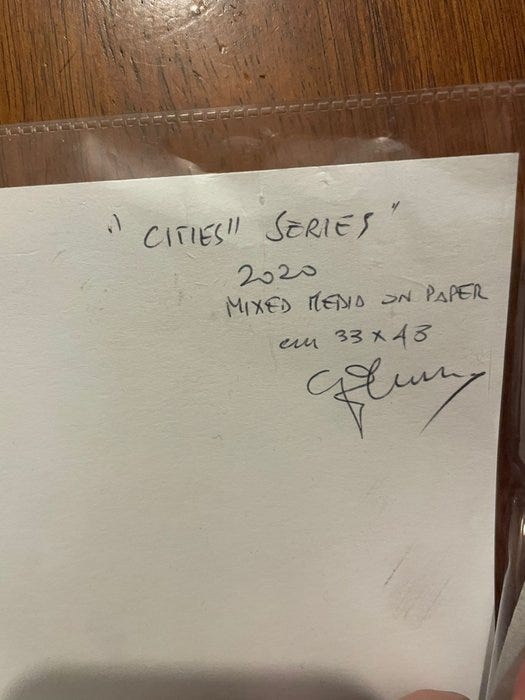 "CITIES" SERIES"
2020
MIXED MEDIA ON PAPER
cm 33 x 48